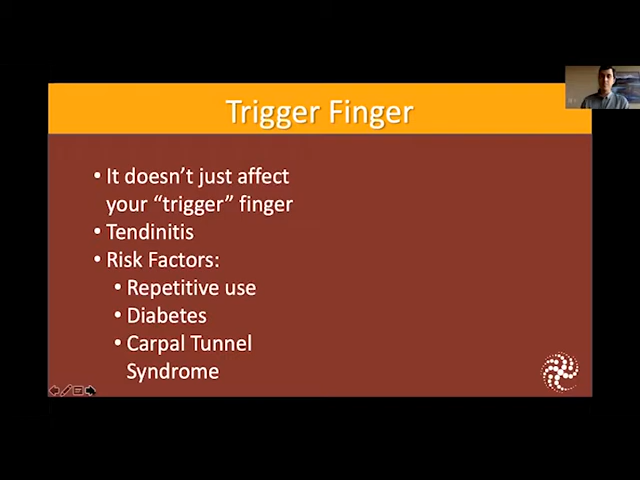 Trigger Finger
• It doesn't just affect
your “trigger” finger
• Tendinitis
• Risk Factors:
• Repetitive use
• Diabetes
• Carpal Tunnel
Syndrome